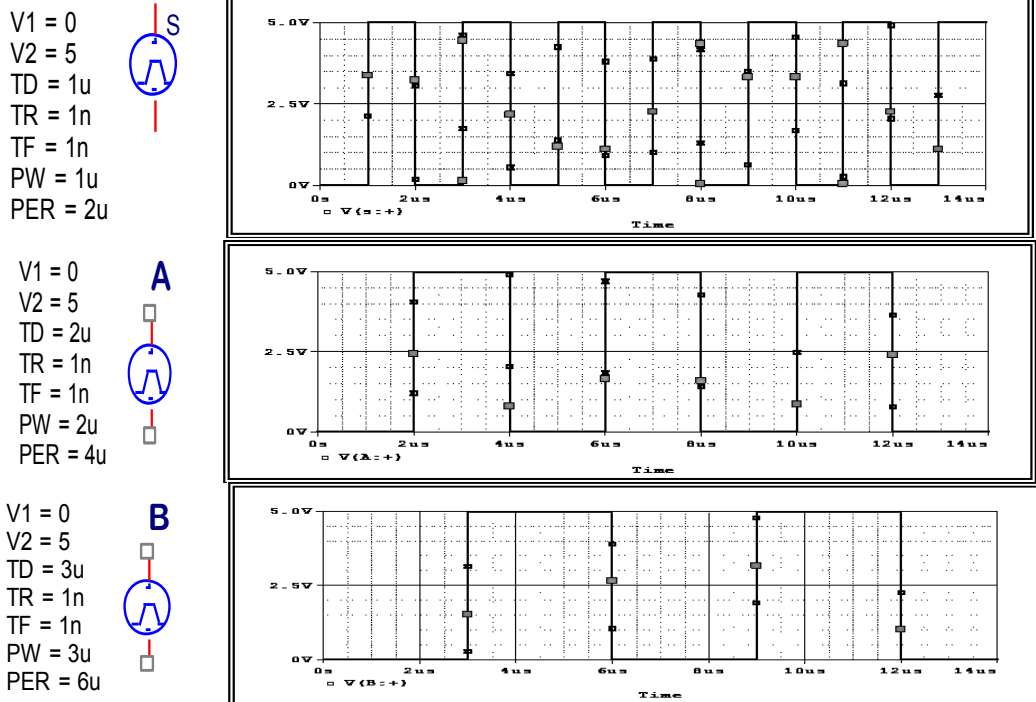 V1 = 0
V2 = 5
TD = 1u
TR = 1n
TF = 1n
PW = 1u
PER = 2u
S
5.0V
2.5V
0V
0s 2us 4us 6us 8us 10us 12us 14us
V(s:+)
Time
V1 = 0
V2 = 5
TD = 2u
TR = 1n
TF = 1n
PW = 2u
PER = 4u
A
5.0V
2.5V
0V
0s 2us 4us 6us 8us 10us 12us 14us
V(A:+)
Time
V1 = 0
V2 = 5
TD = 3u
TR = 1n
TF = 1n
PW = 3u
PER = 6u
B
5.0V
2.5V
0V
0s 2us 4us 6us 8us 10us 12us 14us
V(B:+)
Time